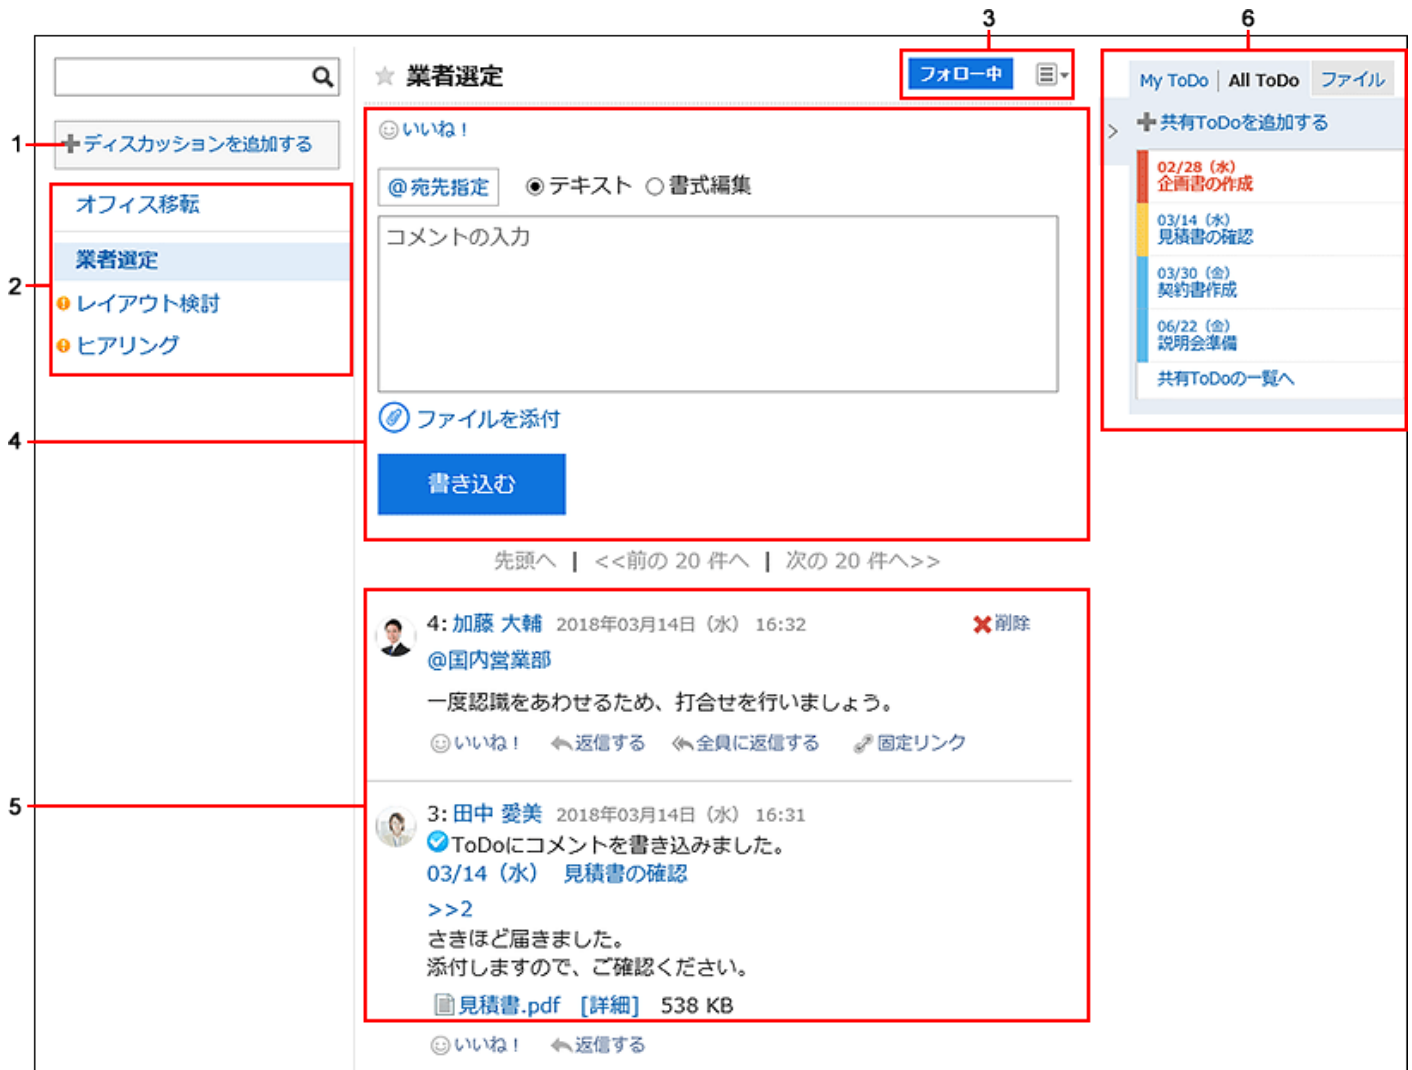 3
6
業者選定
フォロー中
My ToDo | All ToDo ファイル
1
ディスカッションを追加する
いいね！
共有ToDoを追加する
@宛先指定 テキスト 書式編集
コメントの入力
02/28（水）
企画書の作成
03/14（水）
見積書の確認
03/30（金）
契約書作成
06/22（金）
説明会準備
共有ToDoの一覧へ
2
オフィス移転
業者選定
レイアウト検討
ヒアリング
4
ファイルを添付
書き込む
先頭へ | <<前の 20 件へ | 次の 20 件へ>>
4: 加藤 大輔 2018年03月14日（水） 16:32 削除
@国内営業部
一度認識をあわせるため、打合せを行いましょう。
いいね！ 返信する 全員に返信する 固定リンク
5
3: 田中 愛美 2018年03月14日（水） 16:31
ToDoにコメントを書き込みました。
03/14（水） 見積書の確認
>>2
さきほど届きました。
添付しますので、ご確認ください。
見積書.pdf [詳細] 538 KB
いいね！ 返信する